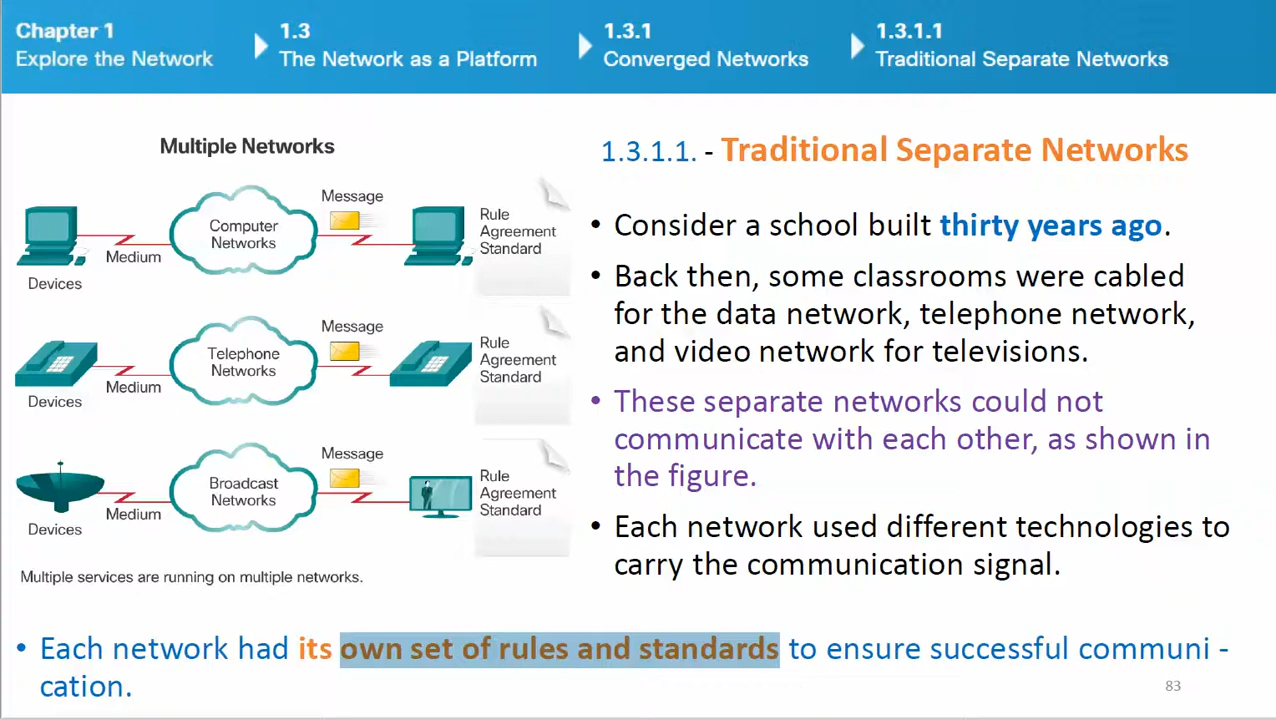 Chapter 1
Explore the Network
1.3
The Network as a Platform
1.3.1
Converged Networks
1.3.1.1
Traditional Separate Networks
Multiple Networks
Message
Computer
Networks
Rule
Agreement
Standard
Medium
Devices
Message
Telephone
Networks
Rule
Agreement
Standard
Medium
Devices
Message
Broadcast
Networks
Rule
Agreement
Standard
Medium
Devices
Multiple services are running on multiple networks.
1.3.1.1. - Traditional Separate Networks
• Consider a school built thirty years ago.
• Back then, some classrooms were cabled
for the data network, telephone network,
and video network for televisions.
• These separate networks could not
communicate with each other, as shown in
the figure.
• Each network used different technologies to
carry the communication signal.
• Each network had its own set of rules and standards to ensure successful communi -
cation.
83